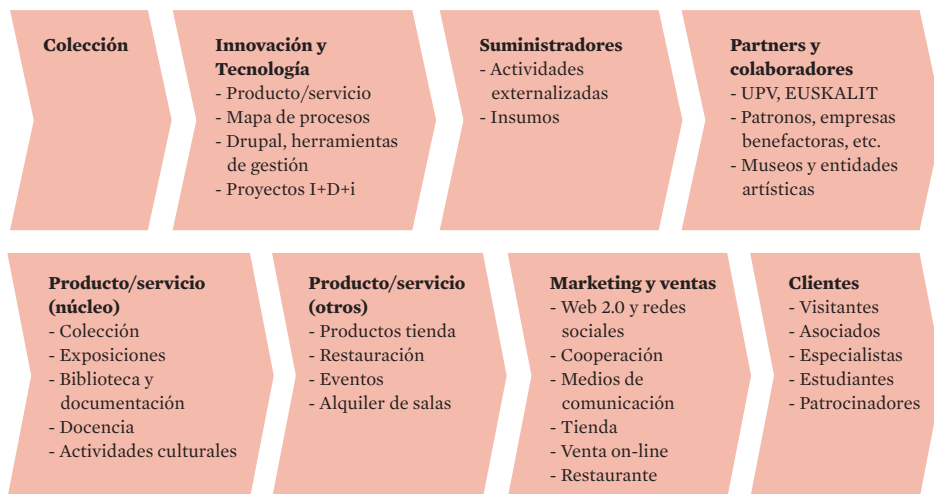 Colección
Innovación y
Tecnología
- Producto/servicio
- Mapa de procesos
- Drupal, herramientas
de gestión
- Proyectos I+D+i
Suministradores
- Actividades
externalizadas
- Insumos
Partners y
colaboradores
- UPV, EUSKALIT
- Patronos, empresas
benefactoras, etc.
- Museos y entidades
artísticas
Producto/servicio
(núcleo)
- Colección
- Exposiciones
- Biblioteca y
documentación
- Docencia
- Actividades culturales
Producto/servicio
(otros)
- Productos tienda
- Restauración
- Eventos
- Alquiler de salas
Marketing y ventas
- Web 2.0 y redes
sociales
- Cooperación
- Medios de
comunicación
- Tienda
- Venta on-line
- Restaurante
Clientes
- Visitantes
- Asociados
- Especialistas
- Estudiantes
- Patrocinadores